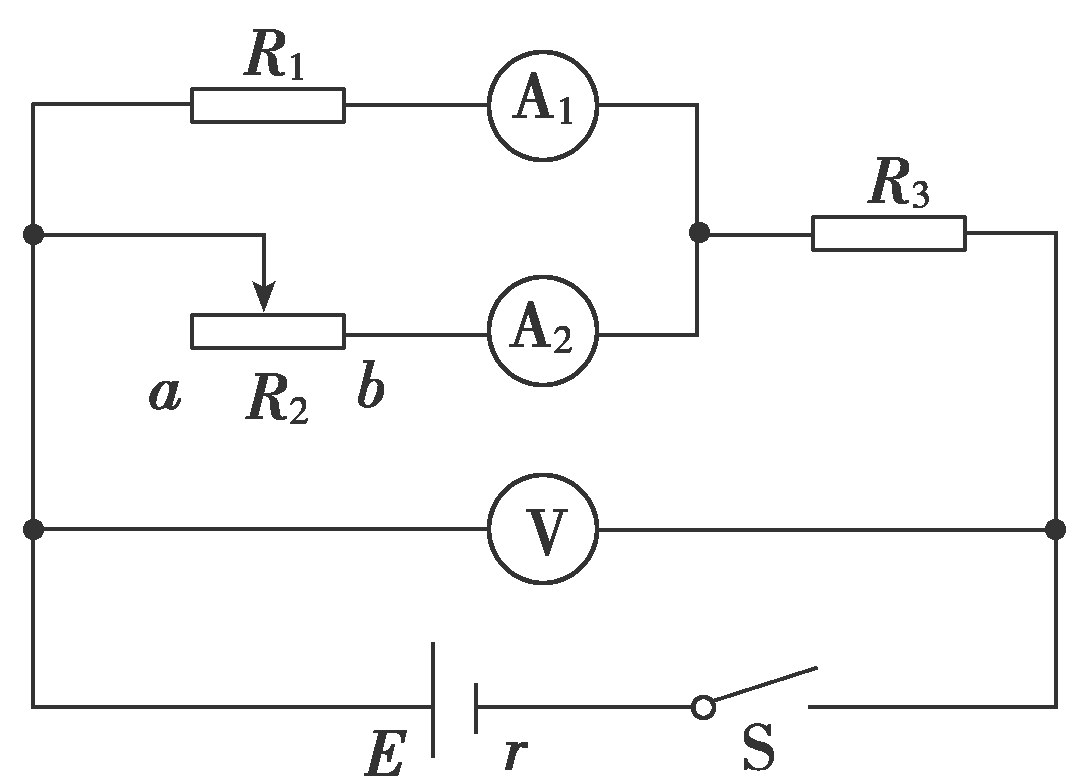 R₁
A₁
R₃
A₂
a R₂ b
V
E r S